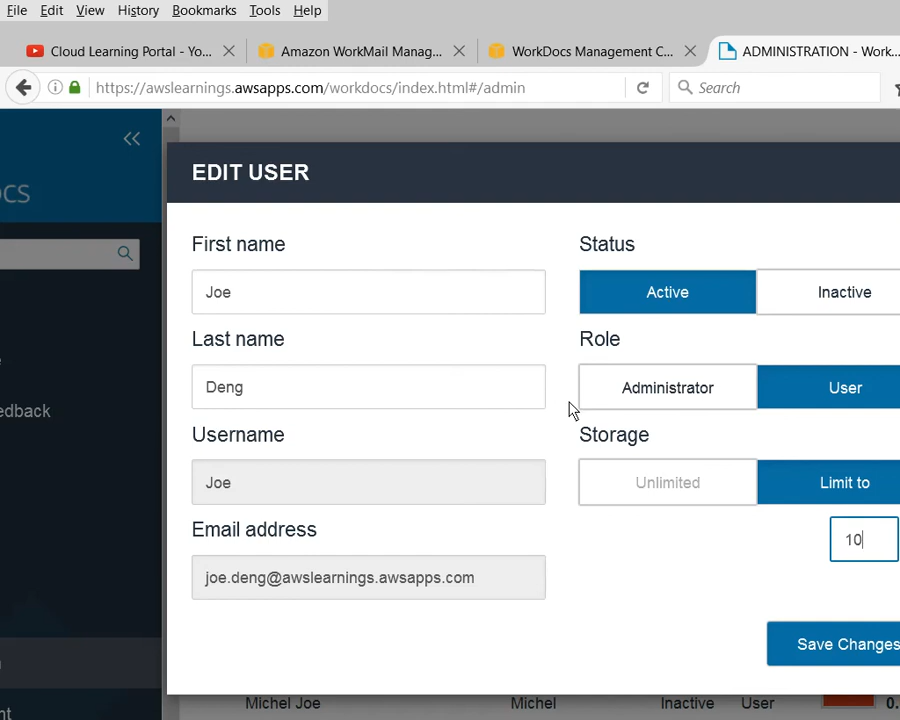 File Edit View History Bookmarks Tools Help
Cloud Learning Portal - Yo... Amazon WorkMail Manag... WorkDocs Management C... ADMINISTRATION - Work...
https://awslearnings.awsapps.com/workdocs/index.html#/admin Search
EDIT USER
ocs
First name Status
Joe Active Inactive
Last name Role
Deng Administrator User
edback
Username Storage
Joe Unlimited Limit to
Email address 10
joe.deng@awslearnings.awsapps.com
Save Changes
Michel Joe Michel Inactive User 0.